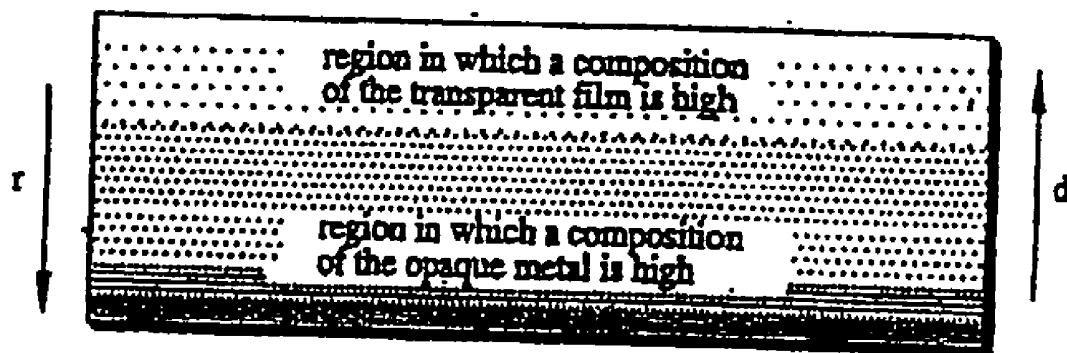 region in which a composition
of the transparent film is high
r
d
region in which a composition
of the opaque metal is high